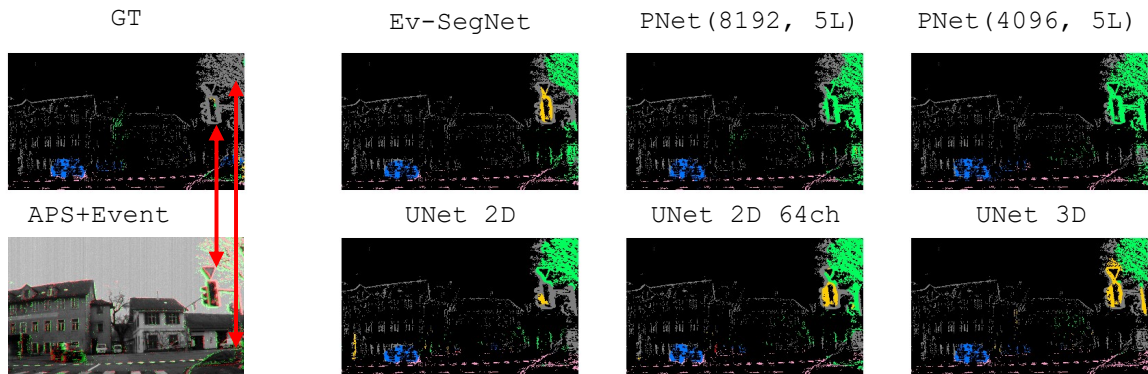 GT
Ev-SegNet
PNet(8192, 5L)
PNet(4096, 5L)
APS+Event
UNet 2D
UNet 2D 64ch
UNet 3D